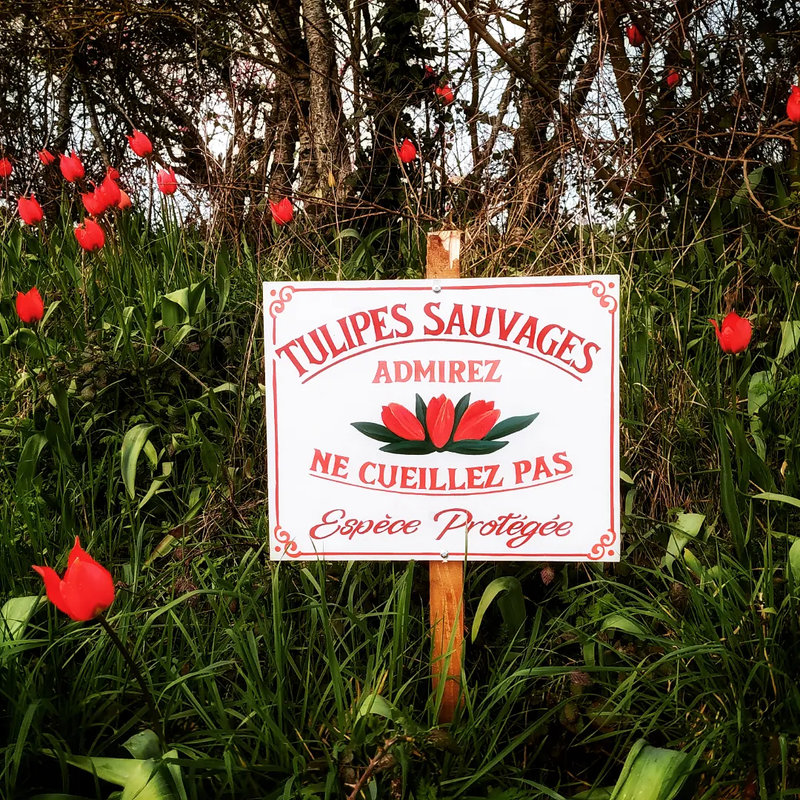 TULIPES SAUVAGES
ADMIREZ
NE CUEILLEZ PAS
Espèce Protégée